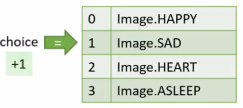 0 Image.HAPPY
choice = 1 Image.SAD
+1 2 Image.HEART
3 Image.ASLEEP